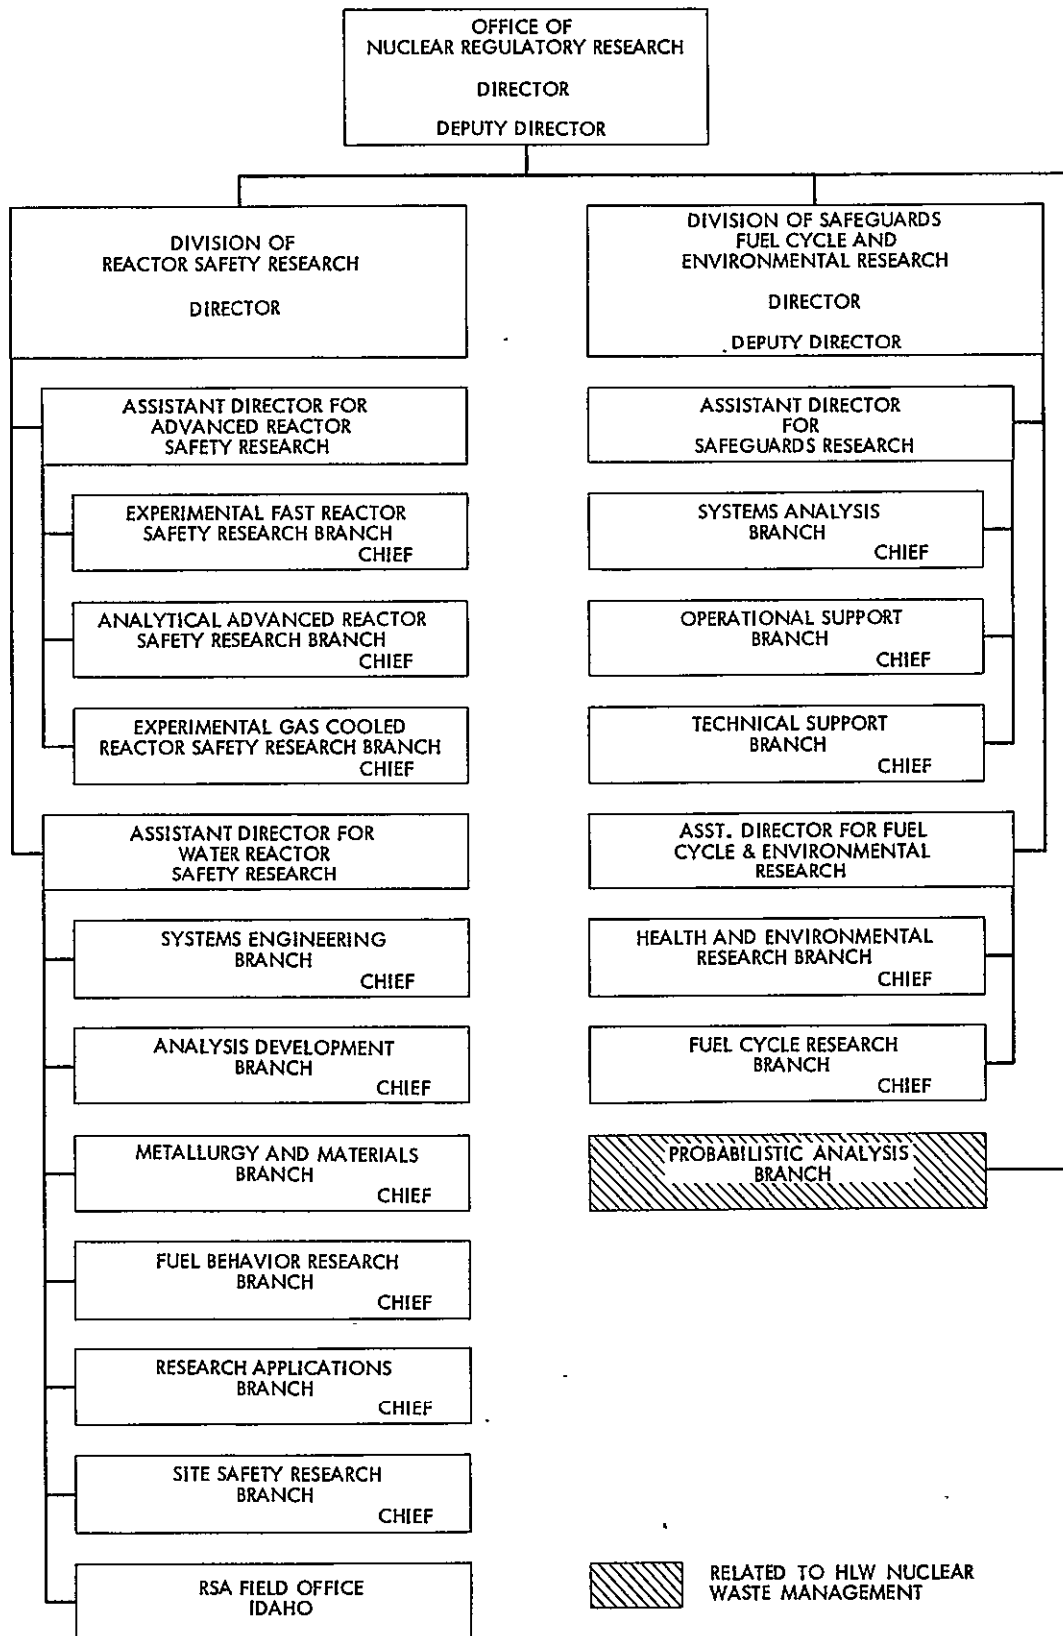 OFFICE OF
NUCLEAR REGULATORY RESEARCH
DIRECTOR
DEPUTY DIRECTOR
DIVISION OF
REACTOR SAFETY RESEARCH
DIRECTOR
ASSISTANT DIRECTOR FOR
ADVANCED REACTOR
SAFETY RESEARCH
EXPERIMENTAL FAST REACTOR
SAFETY RESEARCH BRANCH
CHIEF
ANALYTICAL ADVANCED REACTOR
SAFETY RESEARCH BRANCH
CHIEF
EXPERIMENTAL GAS COOLED
REACTOR SAFETY RESEARCH BRANCH
CHIEF
ASSISTANT DIRECTOR FOR
WATER REACTOR
SAFETY RESEARCH
SYSTEMS ENGINEERING
BRANCH
CHIEF
ANALYSIS DEVELOPMENT
BRANCH
CHIEF
METALLURGY AND MATERIALS
BRANCH
CHIEF
FUEL BEHAVIOR RESEARCH
BRANCH
CHIEF
RESEARCH APPLICATIONS
BRANCH
CHIEF
SITE SAFETY RESEARCH
BRANCH
CHIEF
RSA FIELD OFFICE
IDAHO
DIVISION OF SAFEGUARDS
FUEL CYCLE AND
ENVIRONMENTAL RESEARCH
DIRECTOR
DEPUTY DIRECTOR
ASSISTANT DIRECTOR
FOR
SAFEGUARDS RESEARCH
SYSTEMS ANALYSIS
BRANCH
CHIEF
OPERATIONAL SUPPORT
BRANCH
CHIEF
TECHNICAL SUPPORT
BRANCH
CHIEF
ASST. DIRECTOR FOR FUEL
CYCLE & ENVIRONMENTAL
RESEARCH
HEALTH AND ENVIRONMENTAL
RESEARCH BRANCH
CHIEF
FUEL CYCLE RESEARCH
BRANCH
CHIEF
PROBABILISTIC ANALYSIS
BRANCH
RELATED TO HLW NUCLEAR
WASTE MANAGEMENT